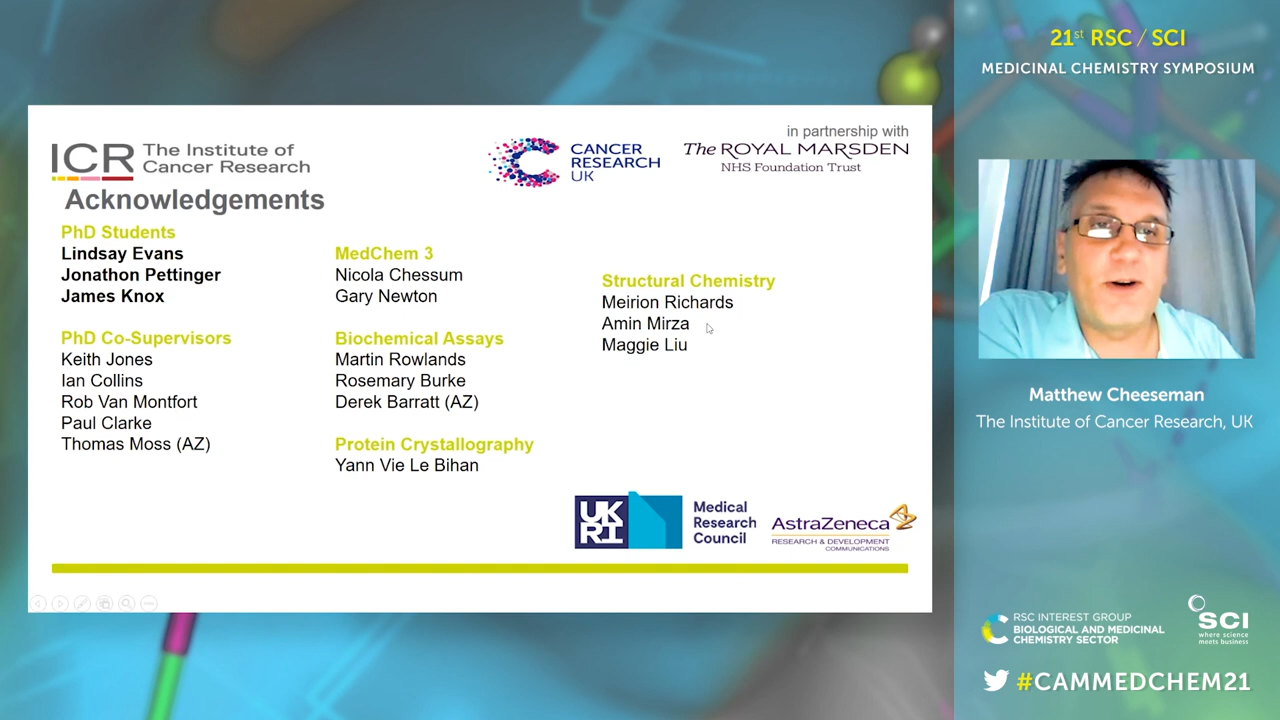 ICR The Institute of
Cancer Research
CANCER
RESEARCH
UK
in partnership with
The ROYAL MARSDEN
NHS Foundation Trust
Acknowledgements
PhD Students
Lindsay Evans
Jonathon Pettinger
James Knox
PhD Co-Supervisors
Keith Jones
Ian Collins
Rob Van Montfort
Paul Clarke
Thomas Moss (AZ)
MedChem 3
Nicola Chessum
Gary Newton
Biochemical Assays
Martin Rowlands
Rosemary Burke
Derek Barratt (AZ)
Protein Crystallography
Yann Vie Le Bihan
Structural Chemistry
Meirion Richards
Amin Mirza
Maggie Liu
UK
RI
Medical
Research
Council
AstraZeneca
RESEARCH & DEVELOPMENT
COMMUNICATIONS
21st RSC / SCI
MEDICINAL CHEMISTRY SYMPOSIUM
Matthew Cheeseman
The Institute of Cancer Research, UK
RSC INTEREST GROUP
BIOLOGICAL AND MEDICINAL
CHEMISTRY SECTOR
SCI
where science
meets business
#CAMMEDCHEM21